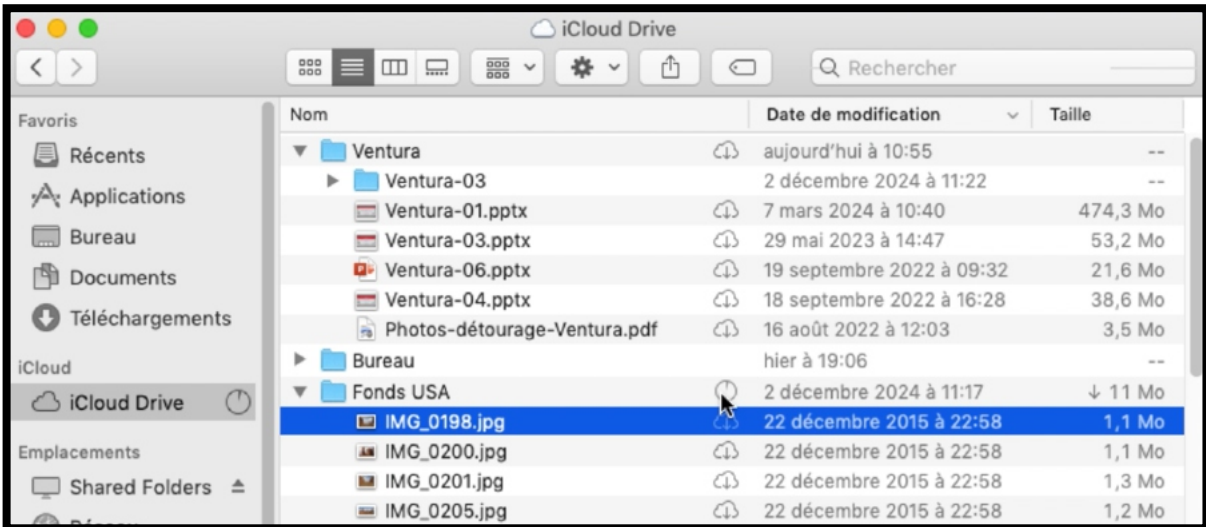 iCloud Drive
Rechercher
Favoris
Récents
Applications
Bureau
Documents
Téléchargements
iCloud
iCloud Drive
Emplacements
Shared Folders
Nom Date de modification Taille
Ventura aujourd'hui à 10:55 --
Ventura-03 2 décembre 2024 à 11:22 --
Ventura-01.pptx 7 mars 2024 à 10:40 474,3 Mo
Ventura-03.pptx 29 mai 2023 à 14:47 53,2 Mo
Ventura-06.pptx 19 septembre 2022 à 09:32 21,6 Mo
Ventura-04.pptx 18 septembre 2022 à 16:28 38,6 Mo
Photos-détourage-Ventura.pdf 16 août 2022 à 12:03 3,5 Mo
Bureau hier à 19:06 --
Fonds USA 2 décembre 2024 à 11:17 ↓ 11 Mo
IMG_0198.jpg 22 décembre 2015 à 22:58 1,1 Mo
IMG_0200.jpg 22 décembre 2015 à 22:58 1,1 Mo
IMG_0201.jpg 22 décembre 2015 à 22:58 1,3 Mo
IMG_0205.jpg 22 décembre 2015 à 22:58 1,2 Mo